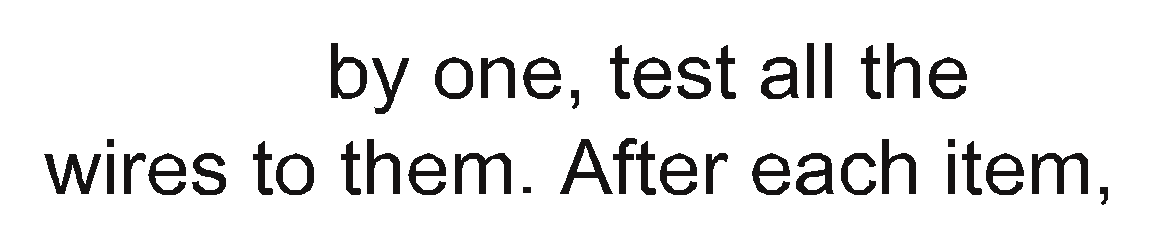 by one, test all the
wires to them. After each item,